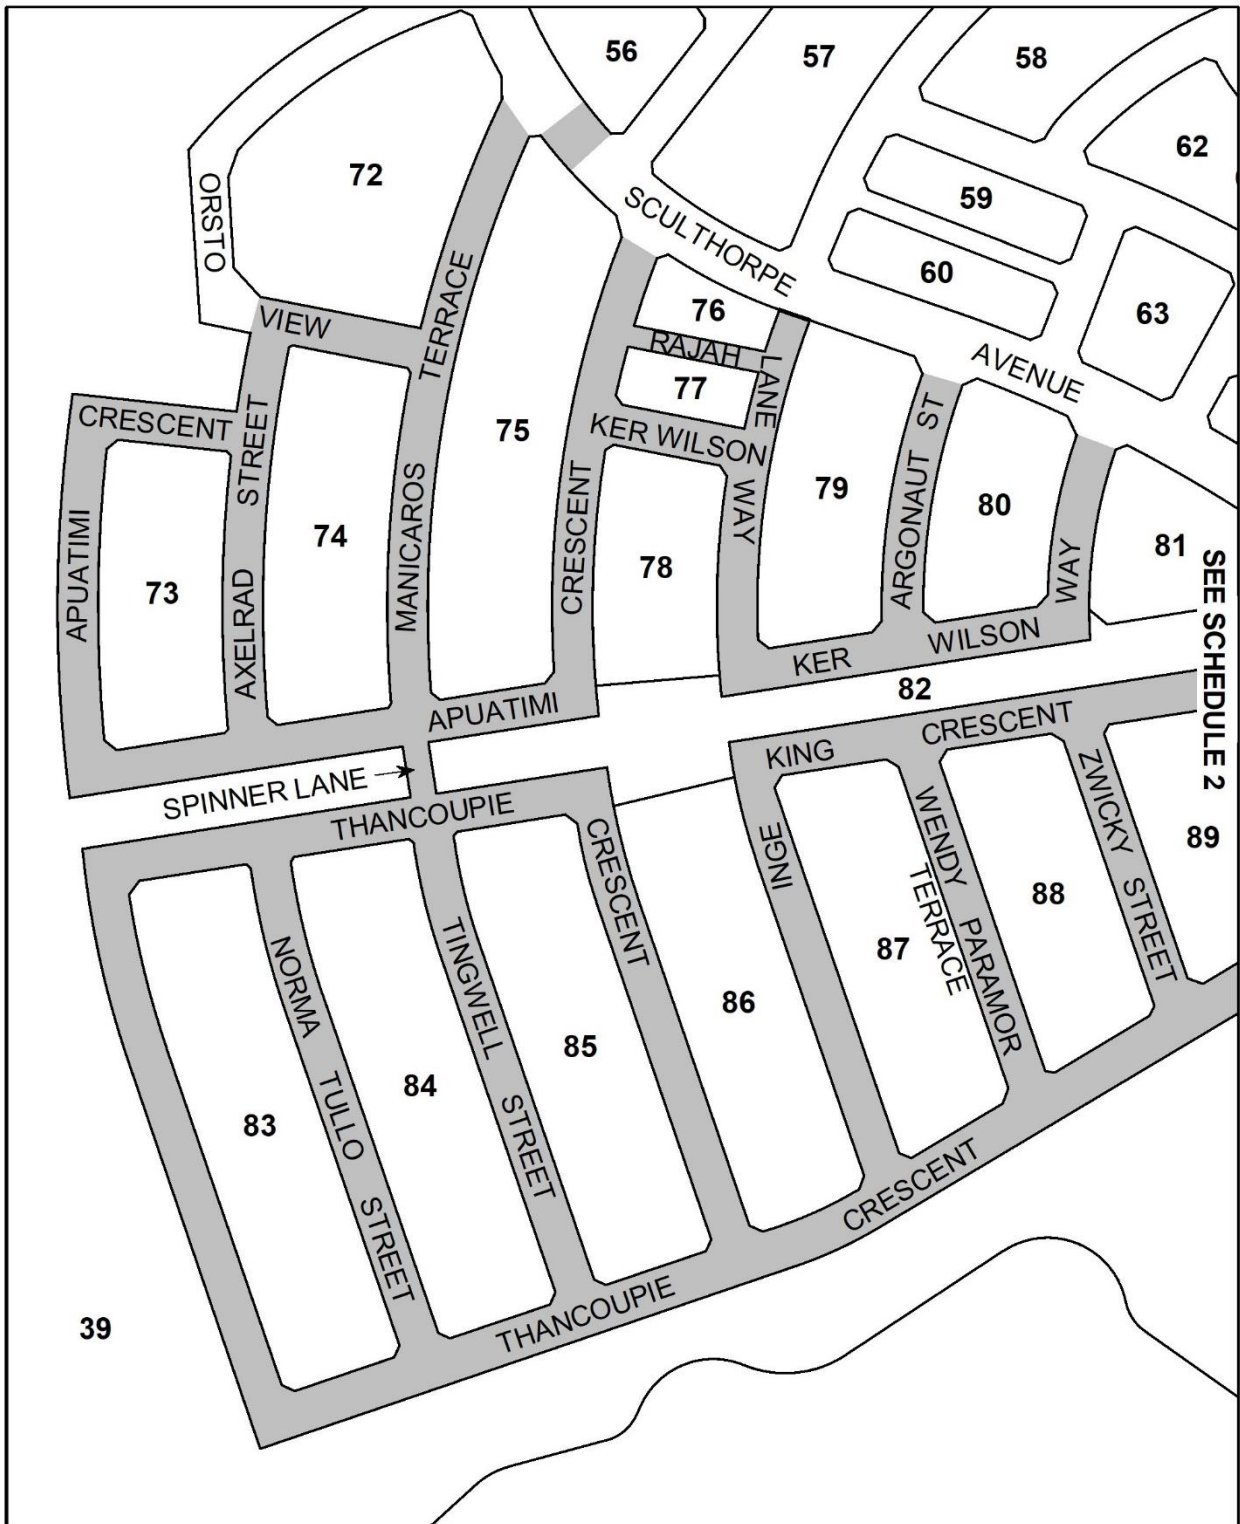 56
57
58
62
72
59
ORSTO
SCULTHORPE
60
76
63
VIEW
TERRACE
RAJAH
LANE
AVENUE
77
CRESCENT
STREET
75
KER WILSON
ARGONAUT ST
79
80
WAY
74
MANICAROS
CRESCENT
78
81
SEE SCHEDULE 2
APUATIMI
73
AXELRAD
WAY
KER
WILSON
82
APUATIMI
CRESCENT
KING
SPINNER LANE
THANCOUPIE
ZWICKY STREET
89
CRESCENT
INGE
WENDY PARAMOR
TERRACE
88
87
NORMA TULLO STREET
TINGWELL STREET
86
85
84
83
CRESCENT
THANCOUPIE
39